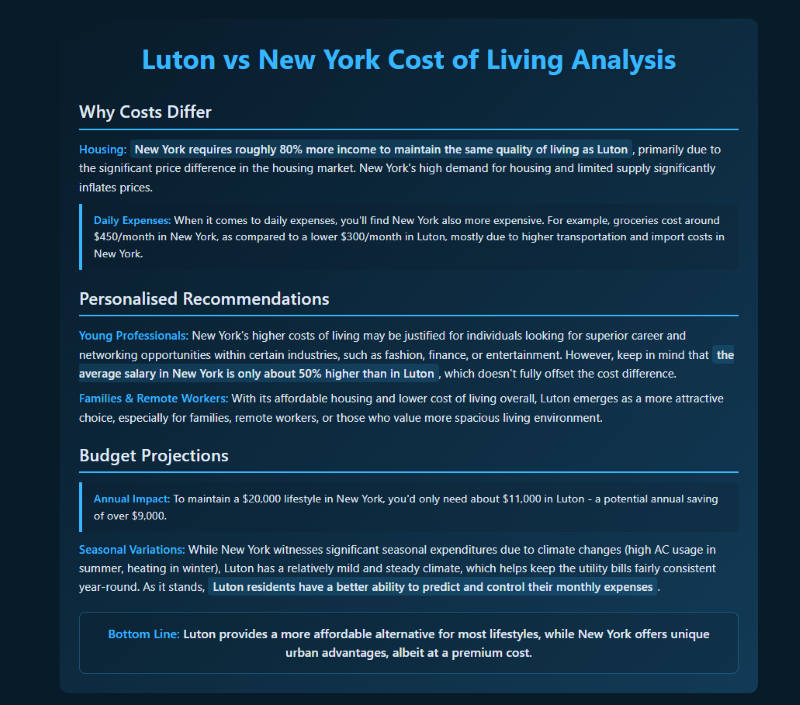 Luton vs New York Cost of Living Analysis
Why Costs Differ
Housing: New York requires roughly 80% more income to maintain the same quality of living as Luton, primarily due to
the significant price difference in the housing market. New York's high demand for housing and limited supply significantly
inflates prices.
Daily Expenses: When it comes to daily expenses, you'll find New York also more expensive. For example, groceries cost around
$450/month in New York, as compared to a lower $300/month in Luton, mostly due to higher transportation and import costs in
New York.
Personalised Recommendations
Young Professionals: New York's higher costs of living may be justified for individuals looking for superior career and
networking opportunities within certain industries, such as fashion, finance, or entertainment. However, keep in mind that the
average salary in New York is only about 50% higher than in Luton, which doesn't fully offset the cost difference.
Families & Remote Workers: With its affordable housing and lower cost of living overall, Luton emerges as a more attractive
choice, especially for families, remote workers, or those who value more spacious living environment.
Budget Projections
Annual Impact: To maintain a $20,000 lifestyle in New York, you'd only need about $11,000 in Luton - a potential annual saving
of over $9,000.
Seasonal Variations: While New York witnesses significant seasonal expenditures due to climate changes (high AC usage in
summer, heating in winter), Luton has a relatively mild and steady climate, which helps keep the utility bills fairly consistent
year-round. As it stands, Luton residents have a better ability to predict and control their monthly expenses.
Bottom Line: Luton provides a more affordable alternative for most lifestyles, while New York offers unique
urban advantages, albeit at a premium cost.